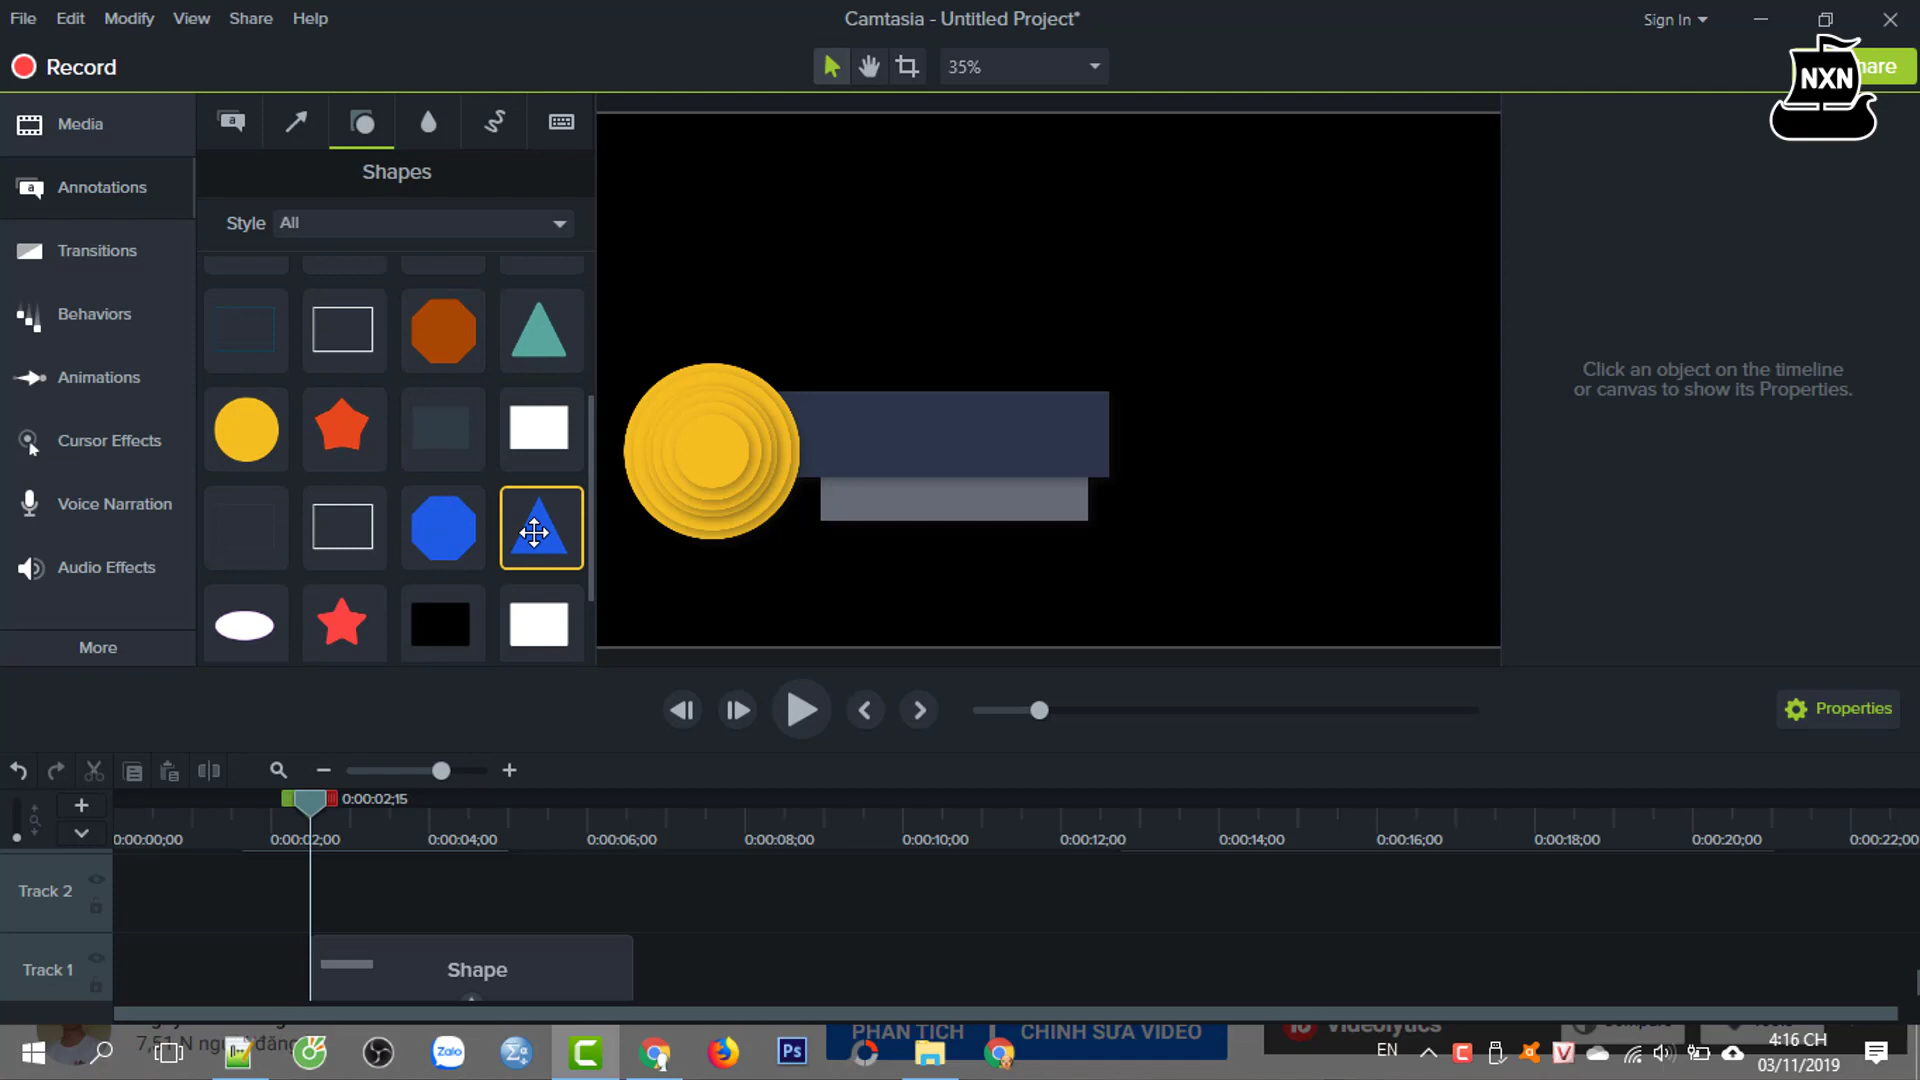 File Edit Modify View Share Help
Camtasia - Untitled Project*
Sign In
Record
35%
NXN
Media
Annotations
Transitions
Behaviors
Animations
Cursor Effects
Voice Narration
Audio Effects
More
a
Shapes
Style All
Click an object on the timeline
or canvas to show its Properties.
Properties
0:00:02;15
0:00:00;00 0:00:02;00 0:00:04;00 0:00:06;00 0:00:08;00 0:00:10;00 0:00:12;00 0:00:14;00 0:00:16;00 0:00:18;00 0:00:20;00 0:00:22;00
Track 2
Track 1
Shape
PHÂN TÍCH
CHỈNH SỬA VIDEO
Videolytics
Zalo
Ps
EN
4:16 CH
03/11/2019